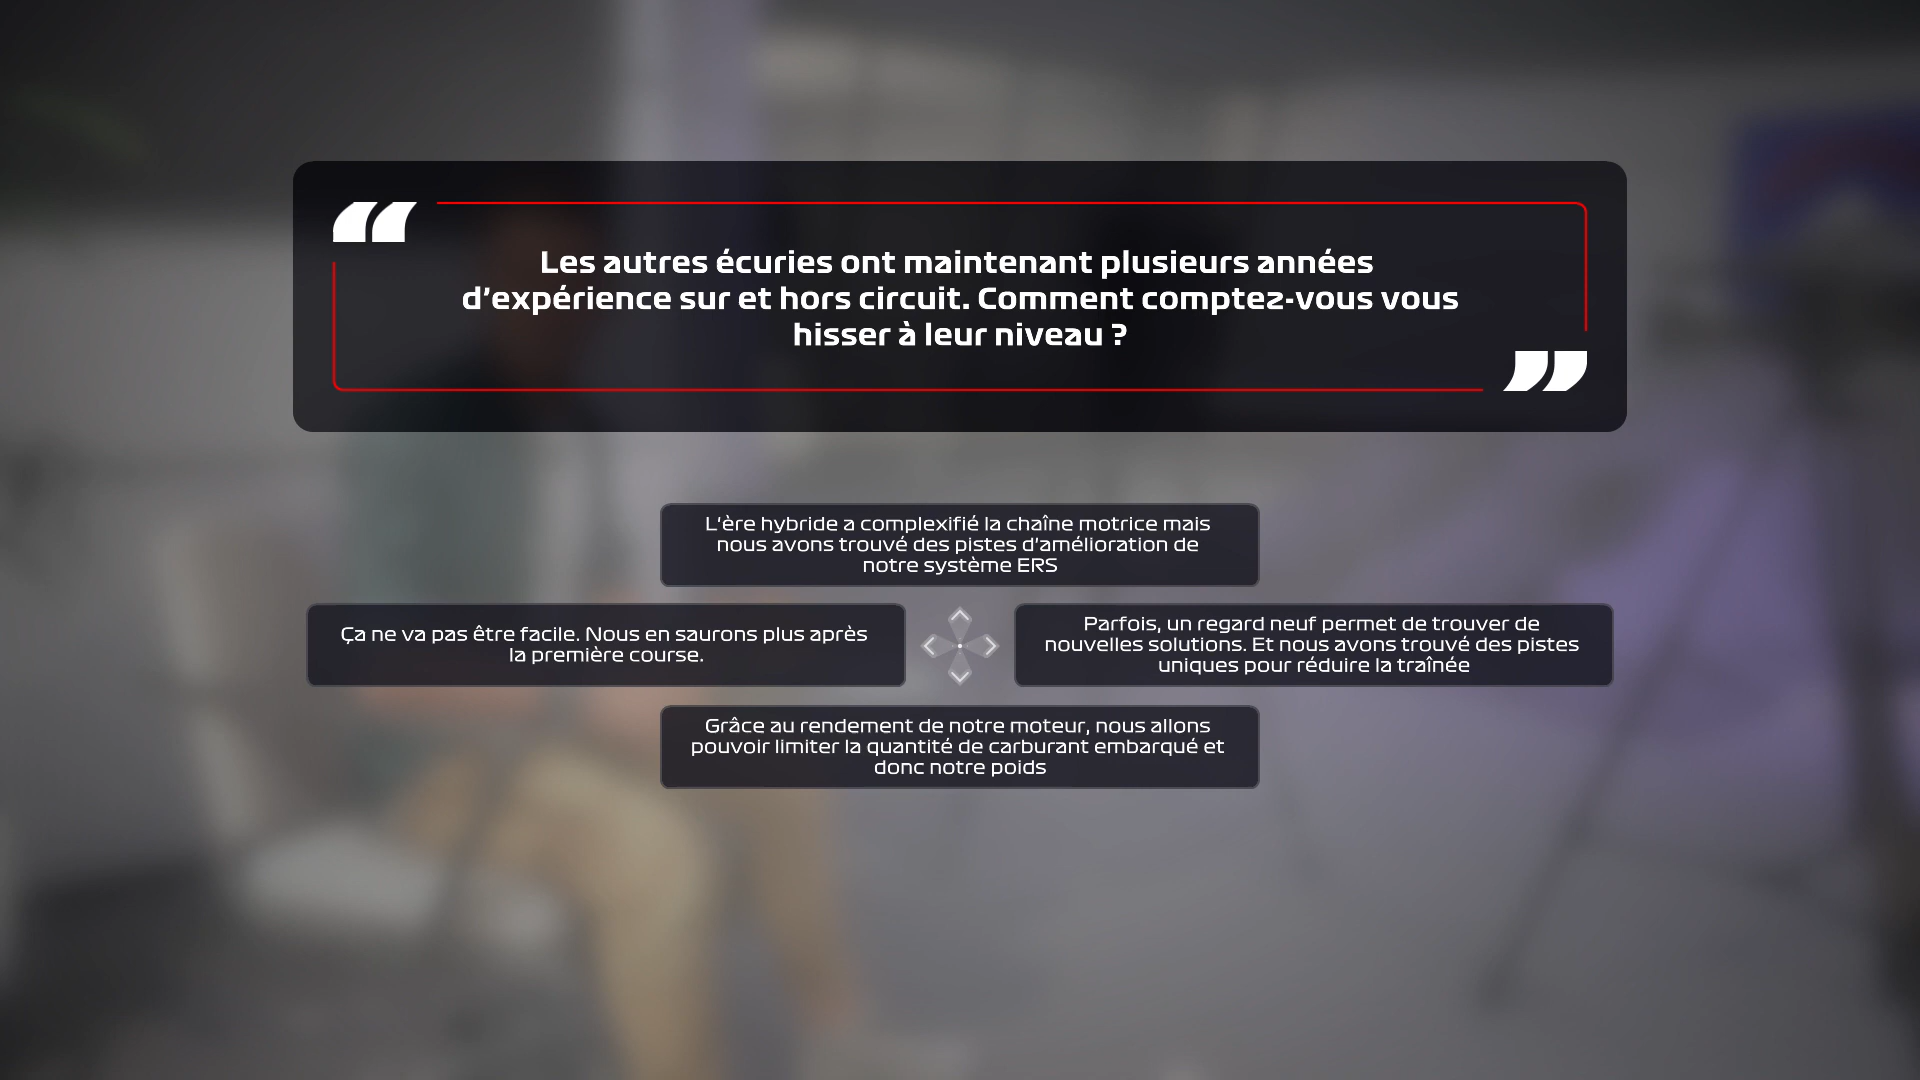 Les autres écuries ont maintenant plusieurs années
d'expérience sur et hors circuit. Comment comptez-vous vous
hisser à leur niveau ?
L'ère hybride a complexifié la chaîne motrice mais
nous avons trouvé des pistes d'amélioration de
notre système ERS
Ça ne va pas être facile. Nous en saurons plus après
la première course.
Parfois, un regard neuf permet de trouver de
nouvelles solutions. Et nous avons trouvé des pistes
uniques pour réduire la traînée
Grâce au rendement de notre moteur, nous allons
pouvoir limiter la quantité de carburant embarqué et
donc notre poids